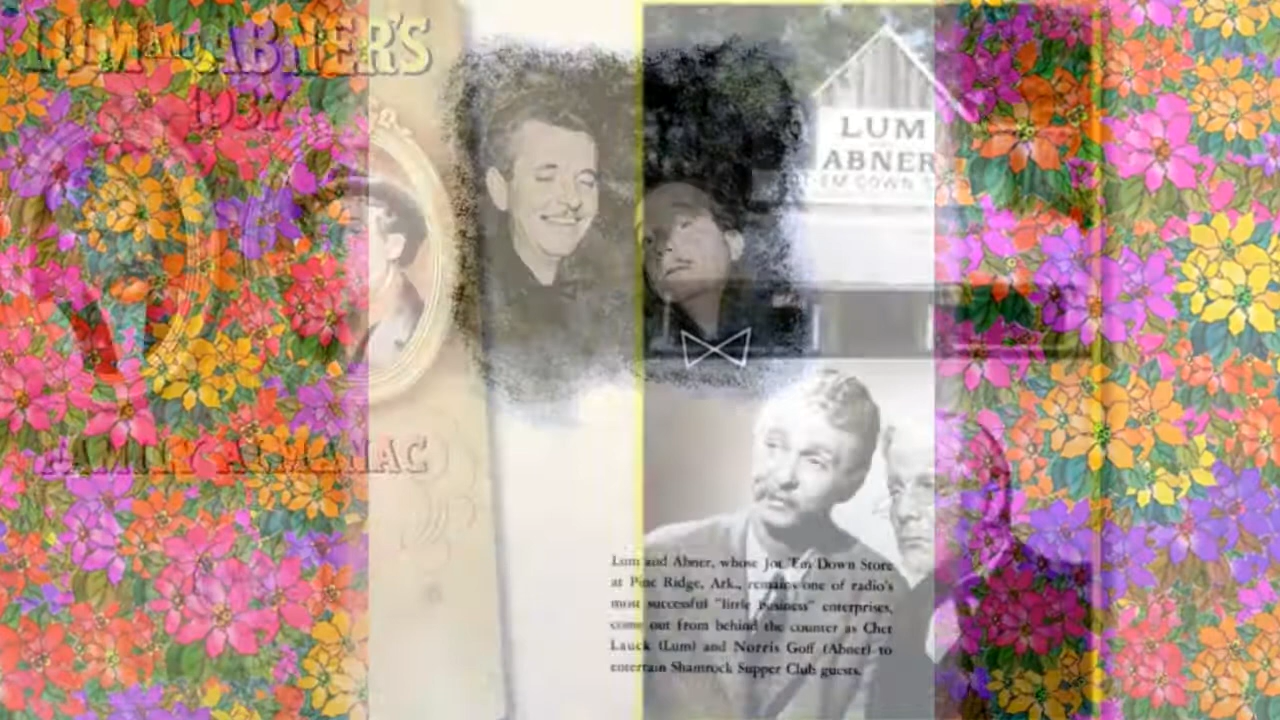 LUM AND ABNER'S
1937
FAMILY ALMANAC
LUM
ABNER
Lum and Abner, whose Jot 'Em Down Store
at Pine Ridge, Ark., remains one of radio's
most successful "little business" enterprises,
come out from behind the counter as Chet
Lauck (Lum) and Norris Goff (Abner) to
entertain Shamrock Supper Club guests.